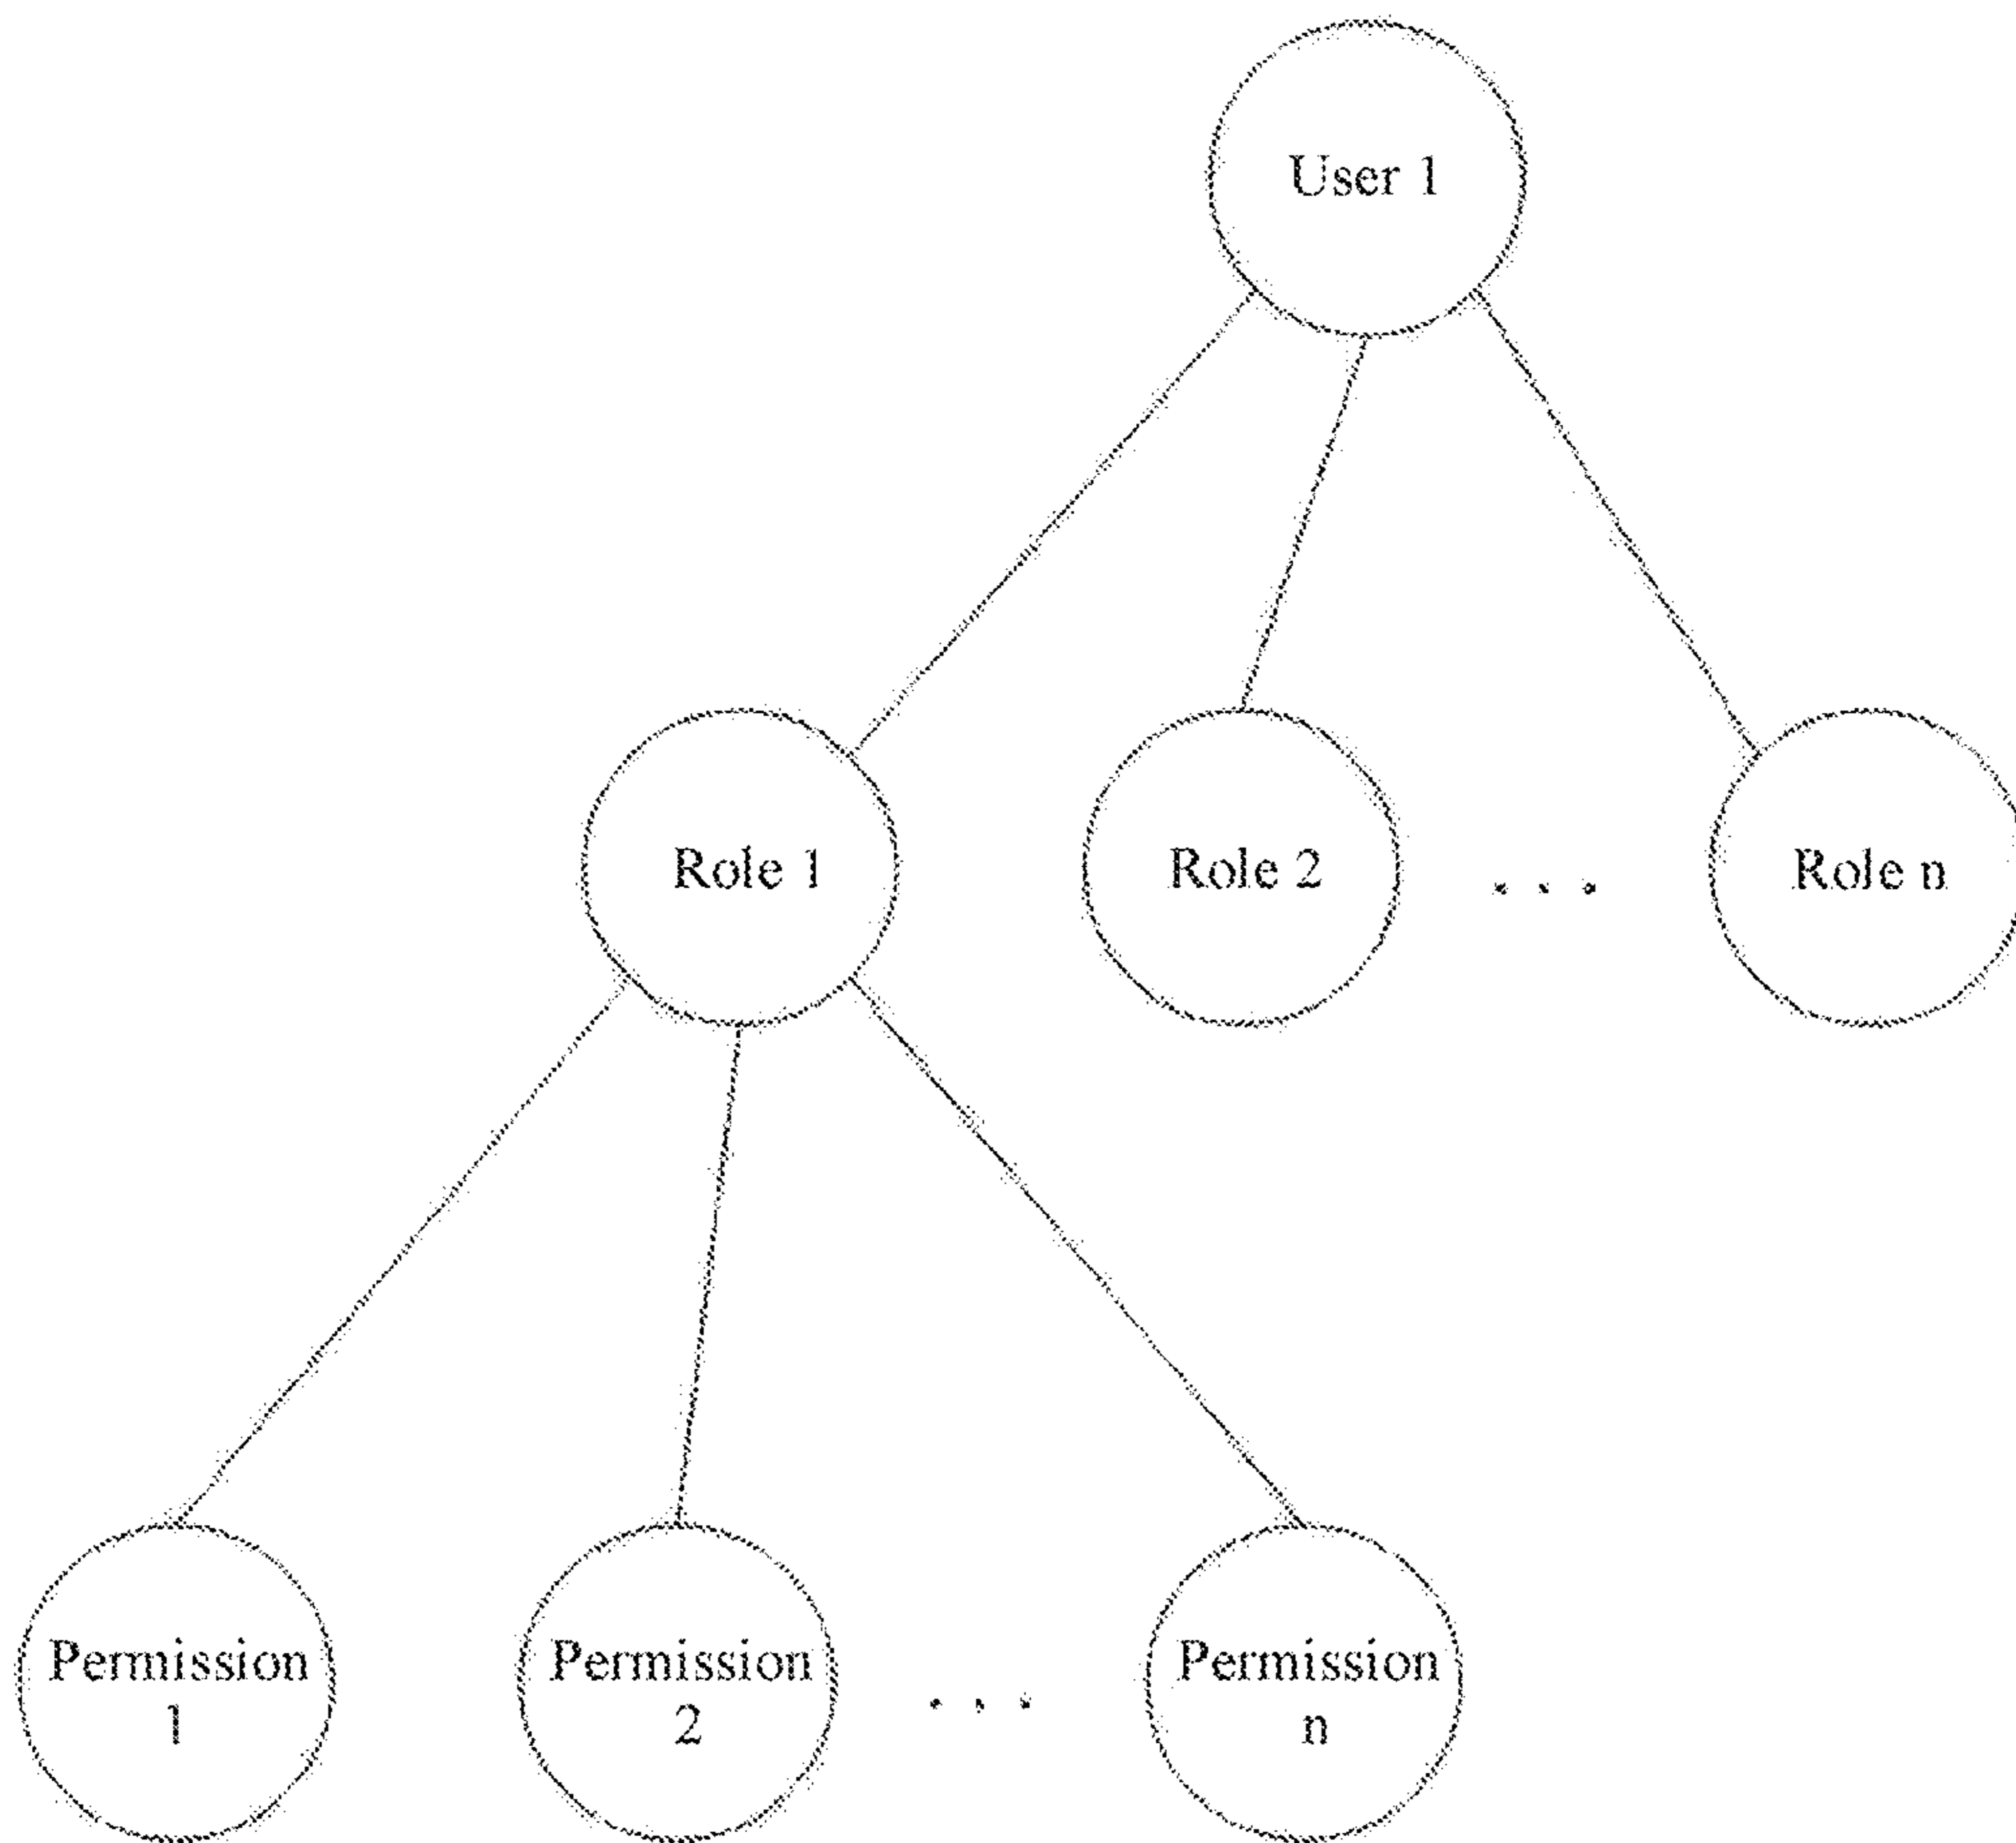 User 1
Role 1
Role 2
. . .
Role n
Permission
1
Permission
2
. . .
Permission
n